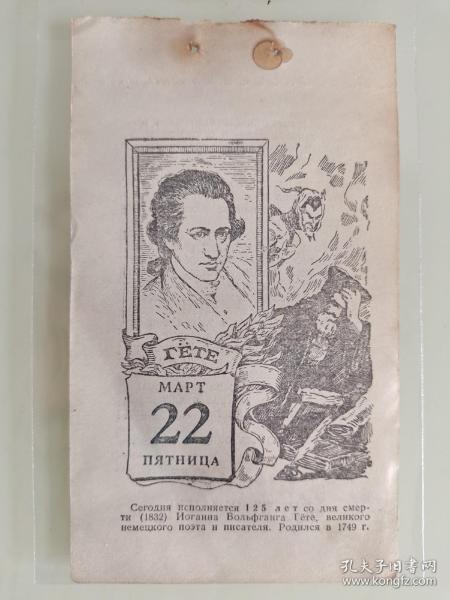 ГЁТЕ
МАРТ
22
ПЯТНИЦА
Сегодня исполняется 125 лет со дня смер-
ти (1832) Иоганна Вольфганга Гёте, великого
немецкого поэта и писателя. Родился в 1749 г.
孔夫子旧书网
www.kongfz.com